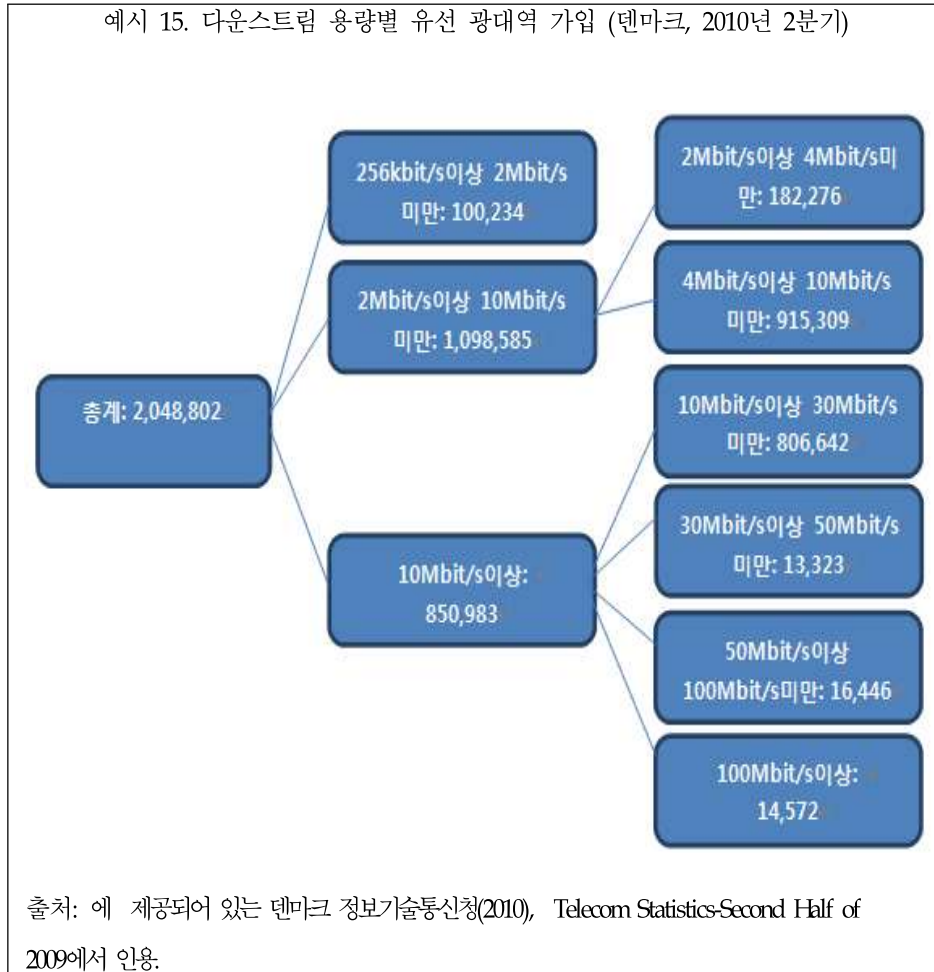 예시 15. 다운스트림 용량별 유선 광대역 가입 (덴마크, 2010년 2분기)
총계: 2,048,802
256kbit/s이상 2Mbit/s
미만: 100,234
2Mbit/s이상 10Mbit/s
미만: 1,098,585
10Mbit/s이상:
850,983
2Mbit/s이상 4Mbit/s미
만: 182,276
4Mbit/s이상 10Mbit/s
미만: 915,309
10Mbit/s이상 30Mbit/s
미만: 806,642
30Mbit/s이상 50Mbit/s
미만: 13,323
50Mbit/s이상
100Mbit/s미만: 16,446
100Mbit/s이상:
14,572
출처: 에 제공되어 있는 덴마크 정보기술통신청(2010), Telecom Statistics-Second Half of
2009에서 인용.